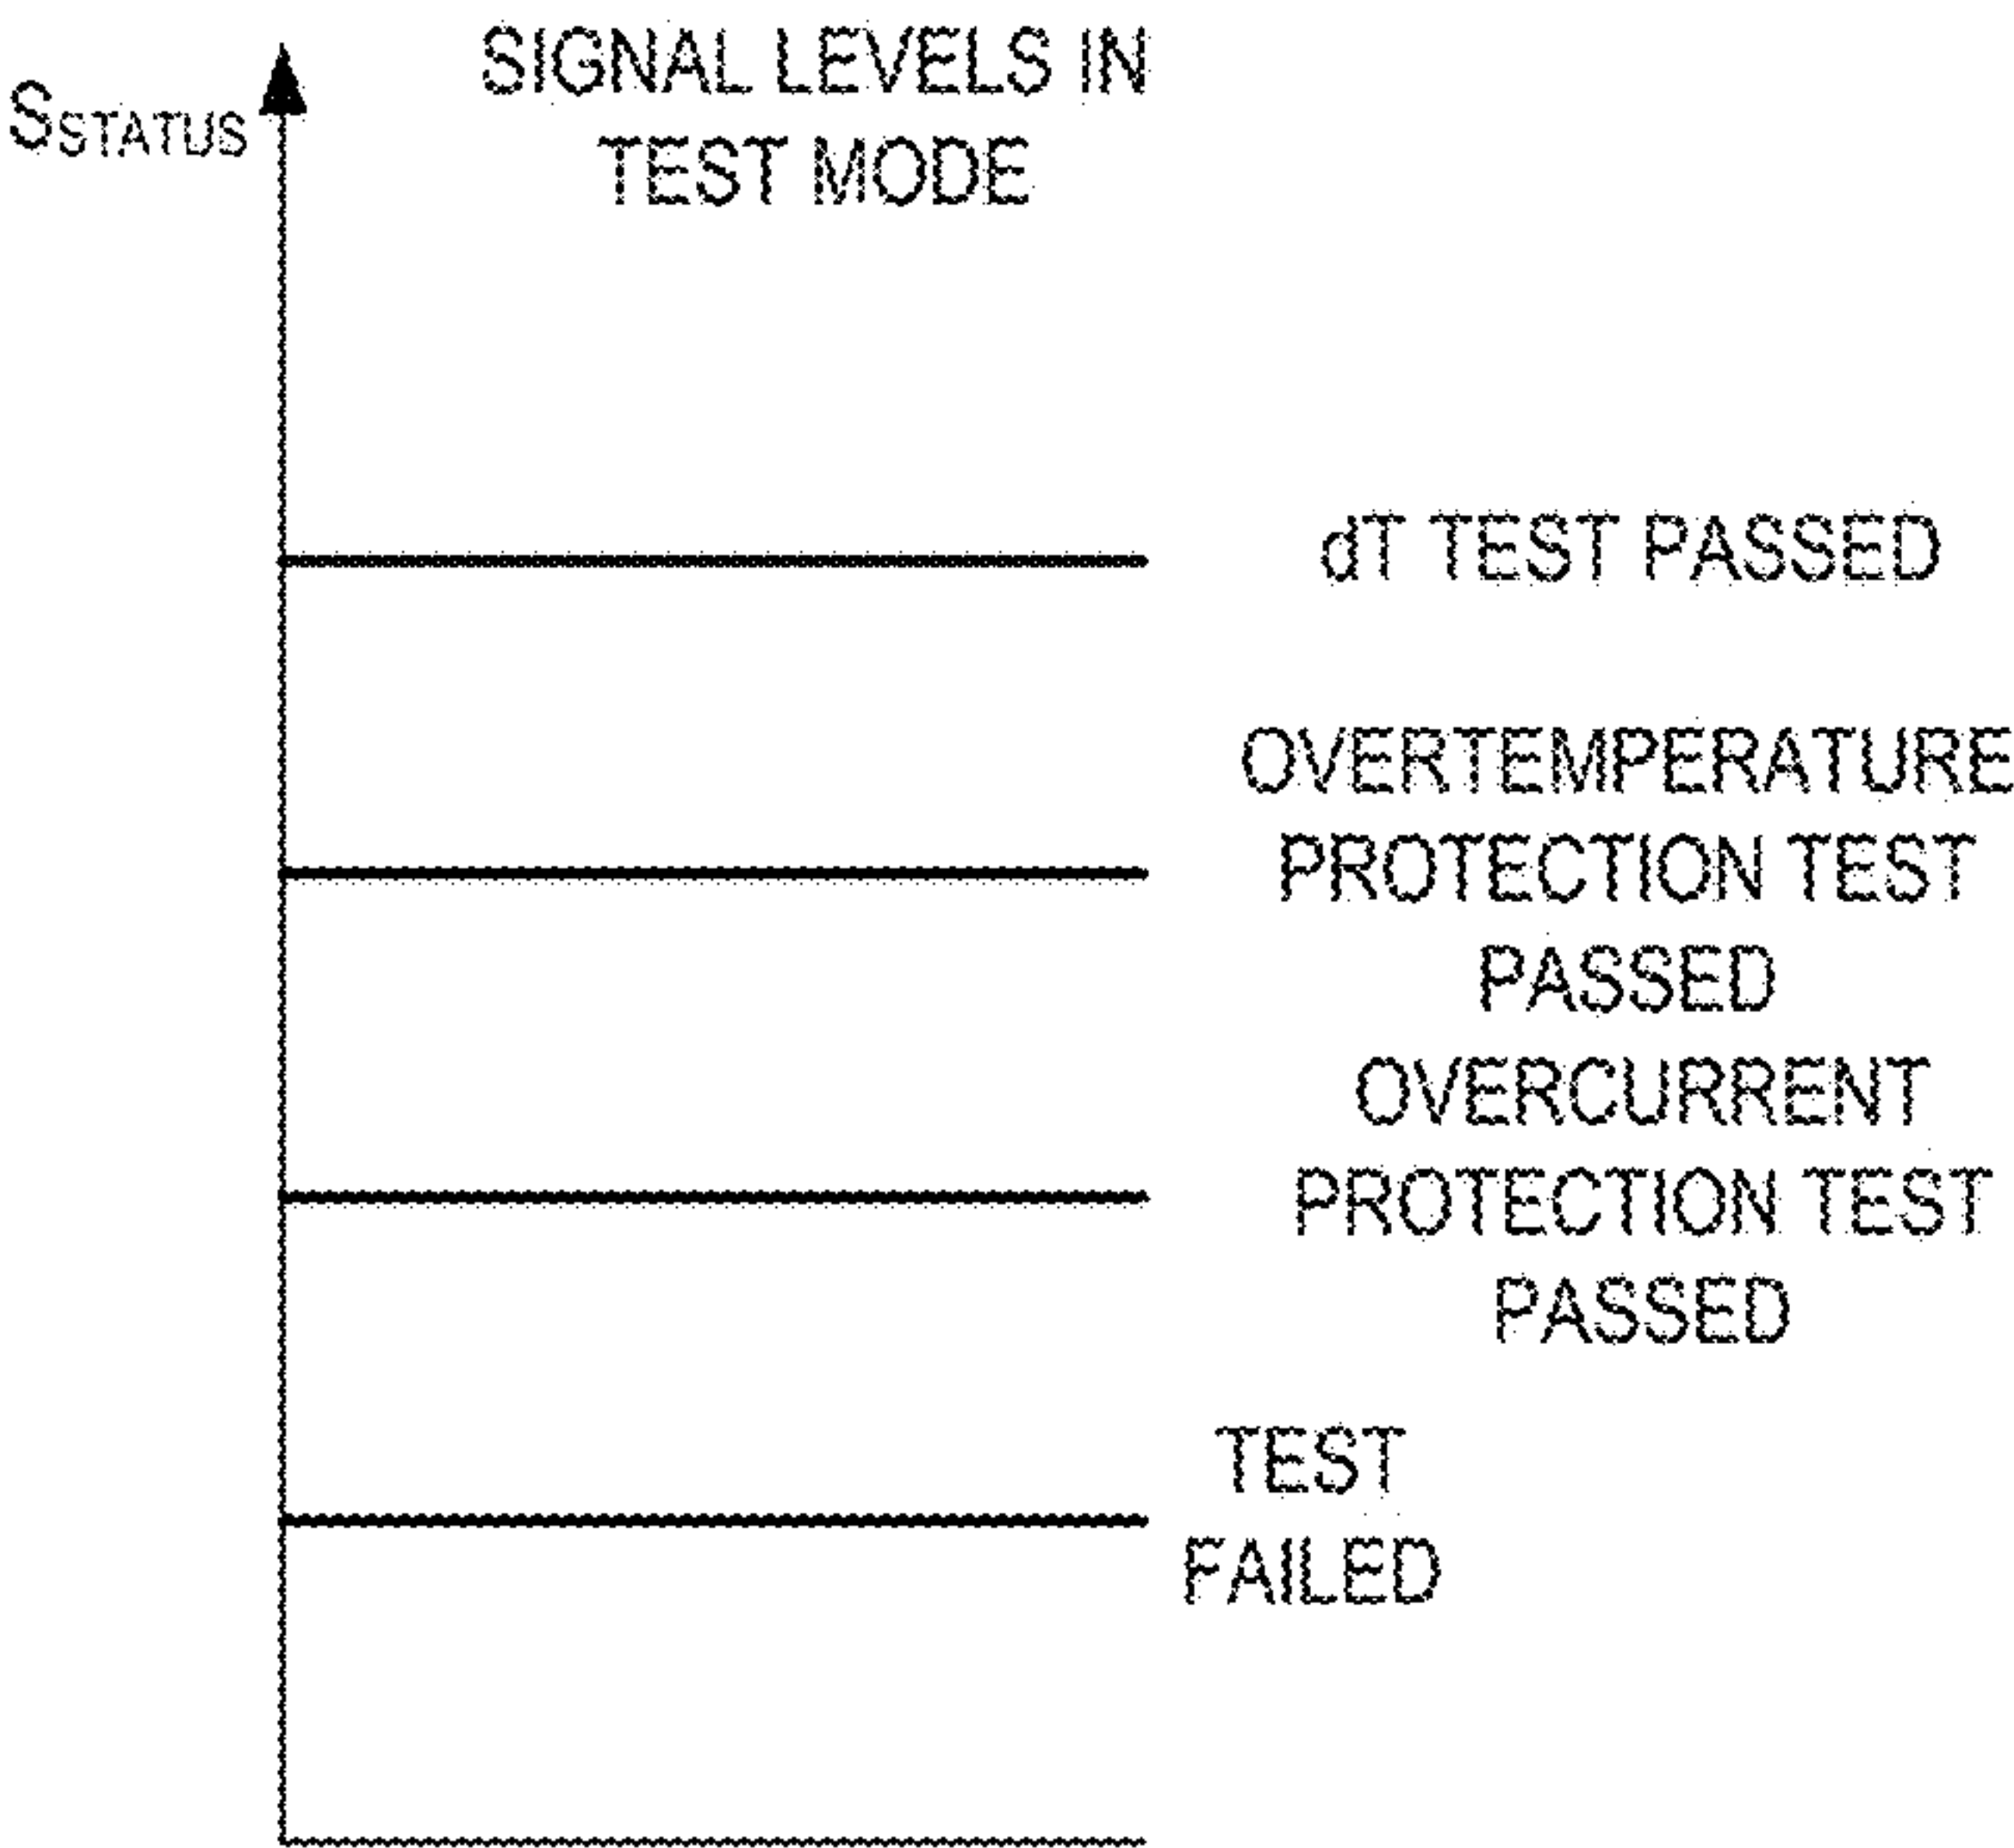 SIGNAL LEVELS IN
TEST MODE
SSTATUS
dT TEST PASSED
OVERTEMPERATURE
PROTECTION TEST
PASSED
OVERCURRENT
PROTECTION TEST
PASSED
TEST
FAILED